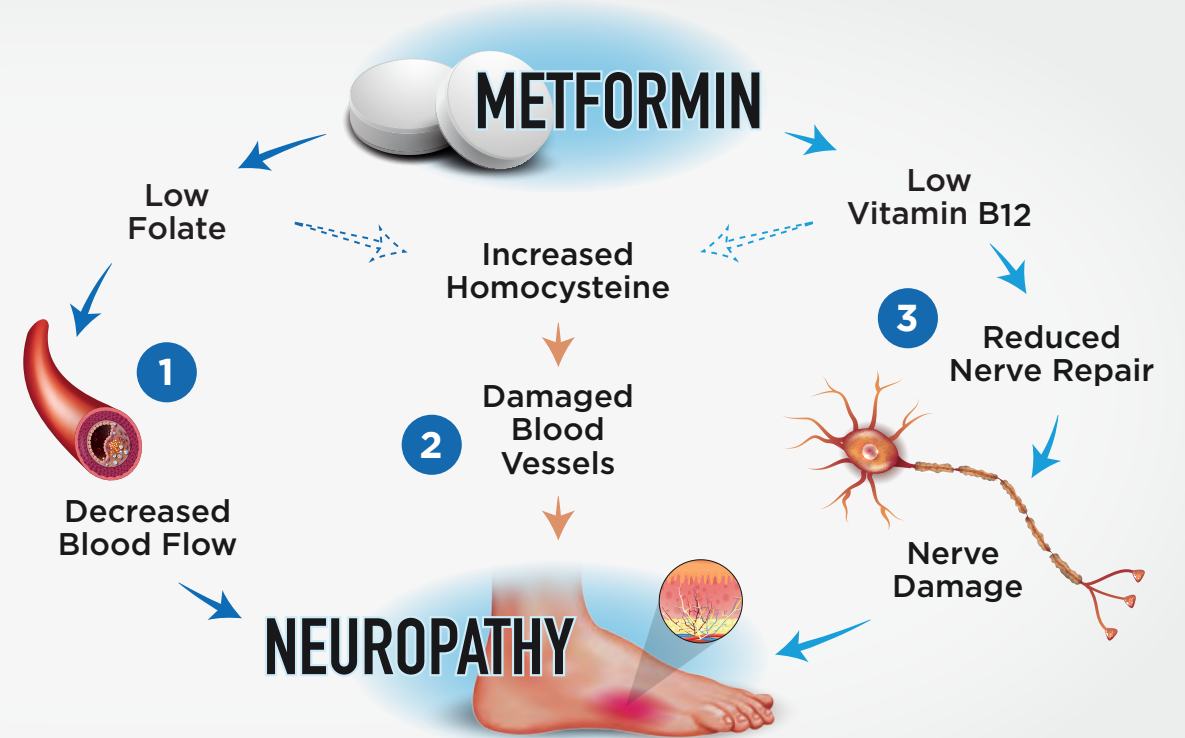 METFORMIN
Low
Folate
Low
Vitamin B12
Increased
Homocysteine
1
Decreased
Blood Flow
2
Damaged
Blood
Vessels
3
Reduced
Nerve Repair
Nerve
Damage
NEUROPATHY